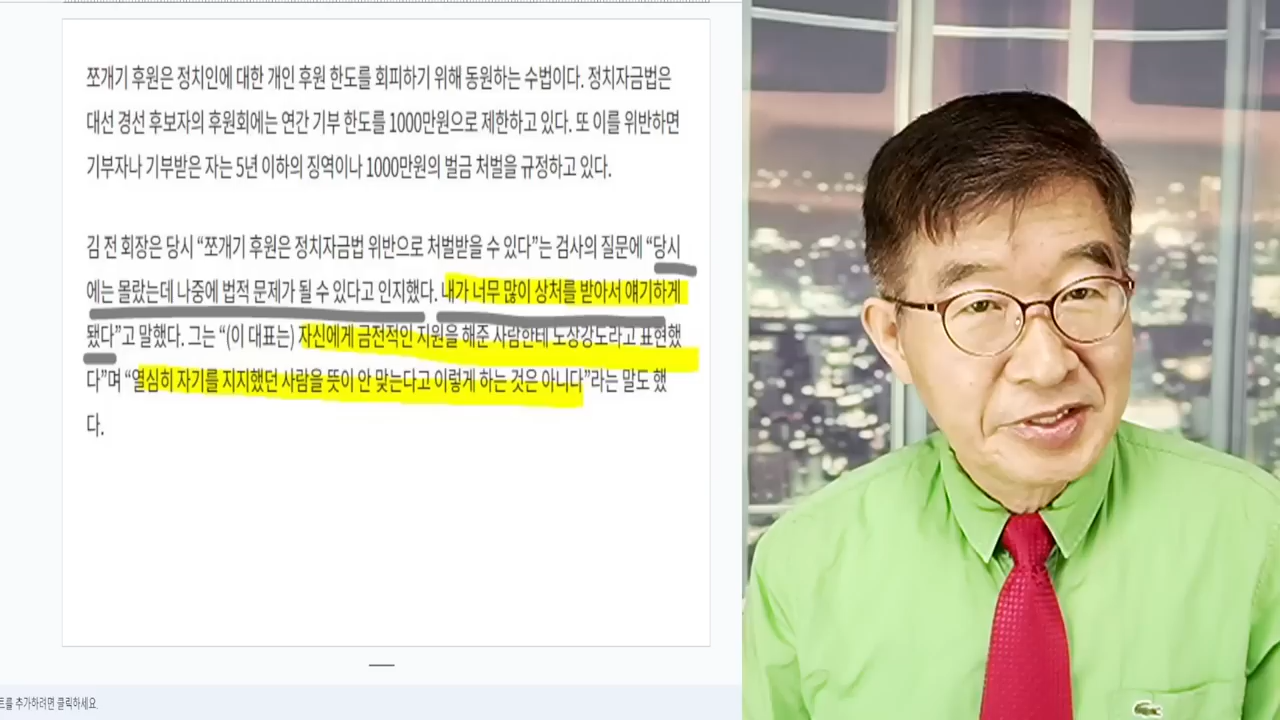 쪼개기 후원은 정치인에 대한 개인 후원 한도를 회피하기 위해 동원하는 수법이다. 정치자금법은
대선 경선 후보자의 후원회에는 연간 기부 한도를 1000만원으로 제한하고 있다. 또 이를 위반하면
기부자나 기부받은 자는 5년 이하의 징역이나 1000만원의 벌금 처벌을 규정하고 있다.
김 전 회장은 당시 “쪼개기 후원은 정치자금법 위반으로 처벌받을 수 있다”는 검사의 질문에 “당시
에는 몰랐는데 나중에 법적 문제가 될 수 있다고 인지했다. 내가 너무 많이 상처를 받아서 얘기하게
됐다”고 말했다. 그는 “(이 대표는) 자신에게 금전적인 지원을 해준 사람한테 노상강도라고 표현했
다”며 “열심히 자기를 지지했던 사람을 뜻이 안 맞는다고 이렇게 하는 것은 아니다”라는 말도 했
다.
트를 추가하려면 클릭하세요.